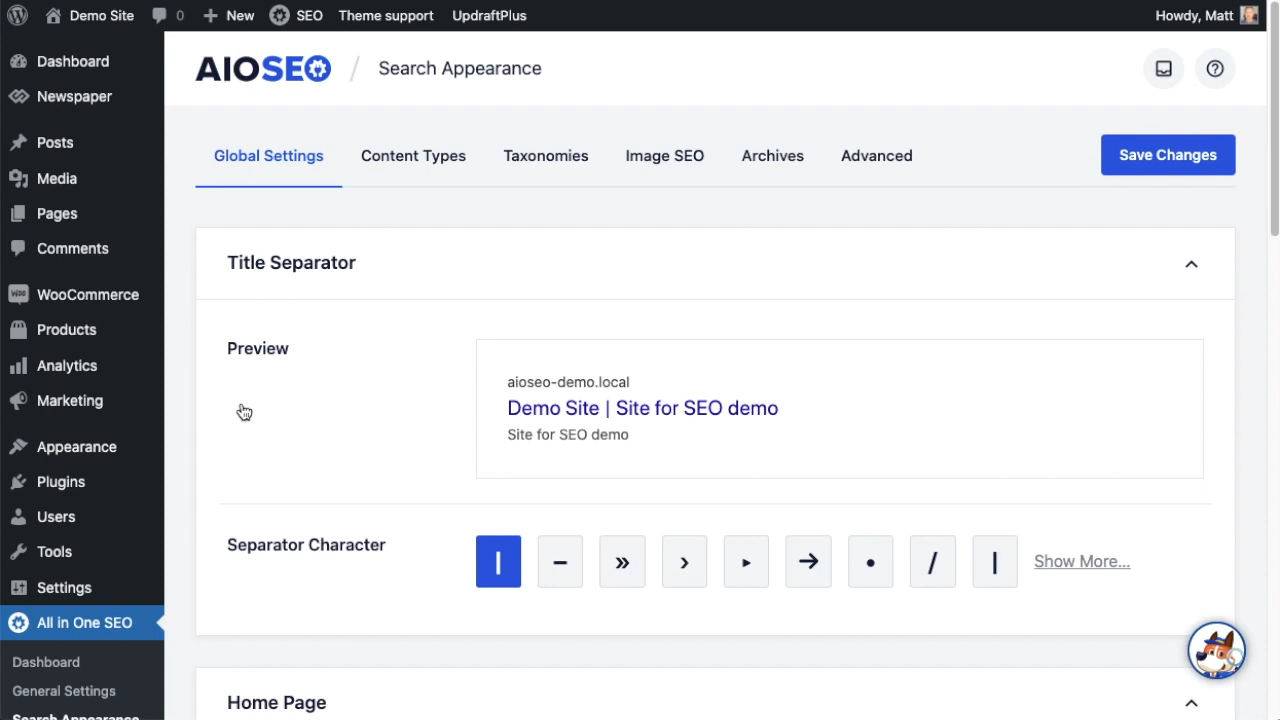 Demo Site 0 New SEO Theme support UpdraftPlus Howdy, Matt
Dashboard
Newspaper
Posts
Media
Pages
Comments
WooCommerce
Products
Analytics
Marketing
Appearance
Plugins
Users
Tools
Settings
All in One SEO
Dashboard
General Settings
Search Appearance
AIOSEO / Search Appearance
Global Settings Content Types Taxonomies Image SEO Archives Advanced Save Changes
Title Separator
Preview
aioseo-demo.local
Demo Site | Site for SEO demo
Site for SEO demo
Separator Character
| – » › ▸ → • / | Show More...
Home Page